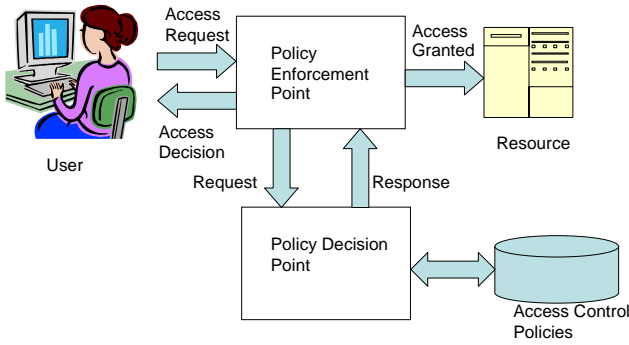 Access
Request
Policy
Enforcement
Point
Access
Granted
Access
Decision
User
Resource
Request
Response
Policy Decision
Point
Access Control
Policies